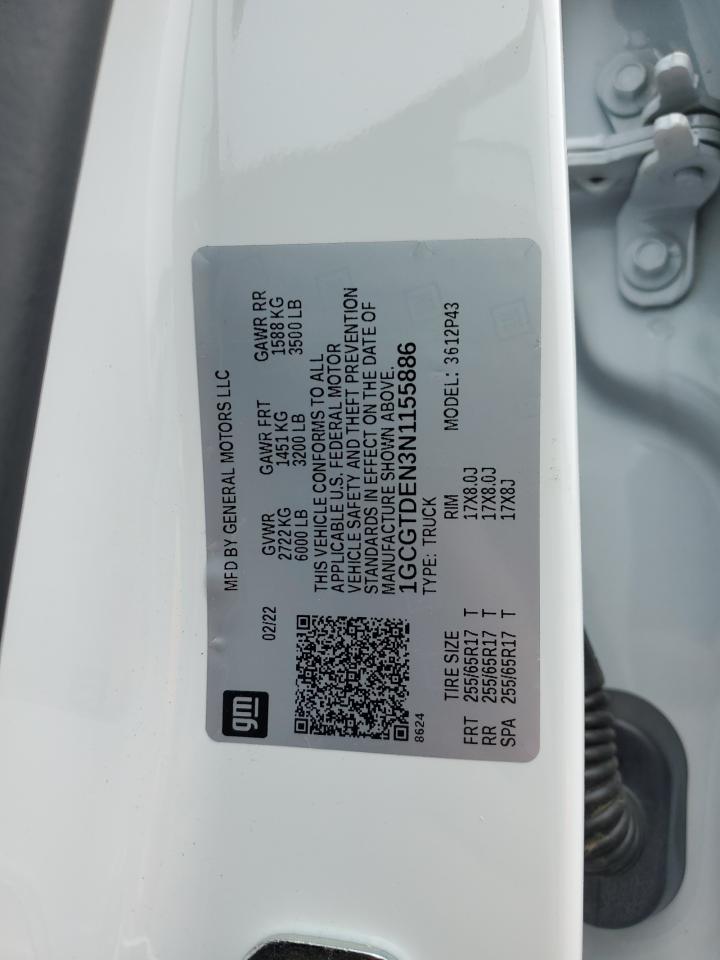 gm
02/22
MFD BY GENERAL MOTORS LLC
GVWR GAWR FRT GAWR RR
2722 KG 1451 KG 1588 KG
6000 LB 3200 LB 3500 LB
THIS VEHICLE CONFORMS TO ALL
APPLICABLE U.S. FEDERAL MOTOR
VEHICLE SAFETY AND THEFT PREVENTION
STANDARDS IN EFFECT ON THE DATE OF
MANUFACTURE SHOWN ABOVE.
1GCGTDEN3N1155886
8624
TYPE: TRUCK MODEL: 3612P43
TIRE SIZE RIM
FRT 255/65R17 T 17X8.0J
RR 255/65R17 T 17X8.0J
SPA 255/65R17 T 17X8J